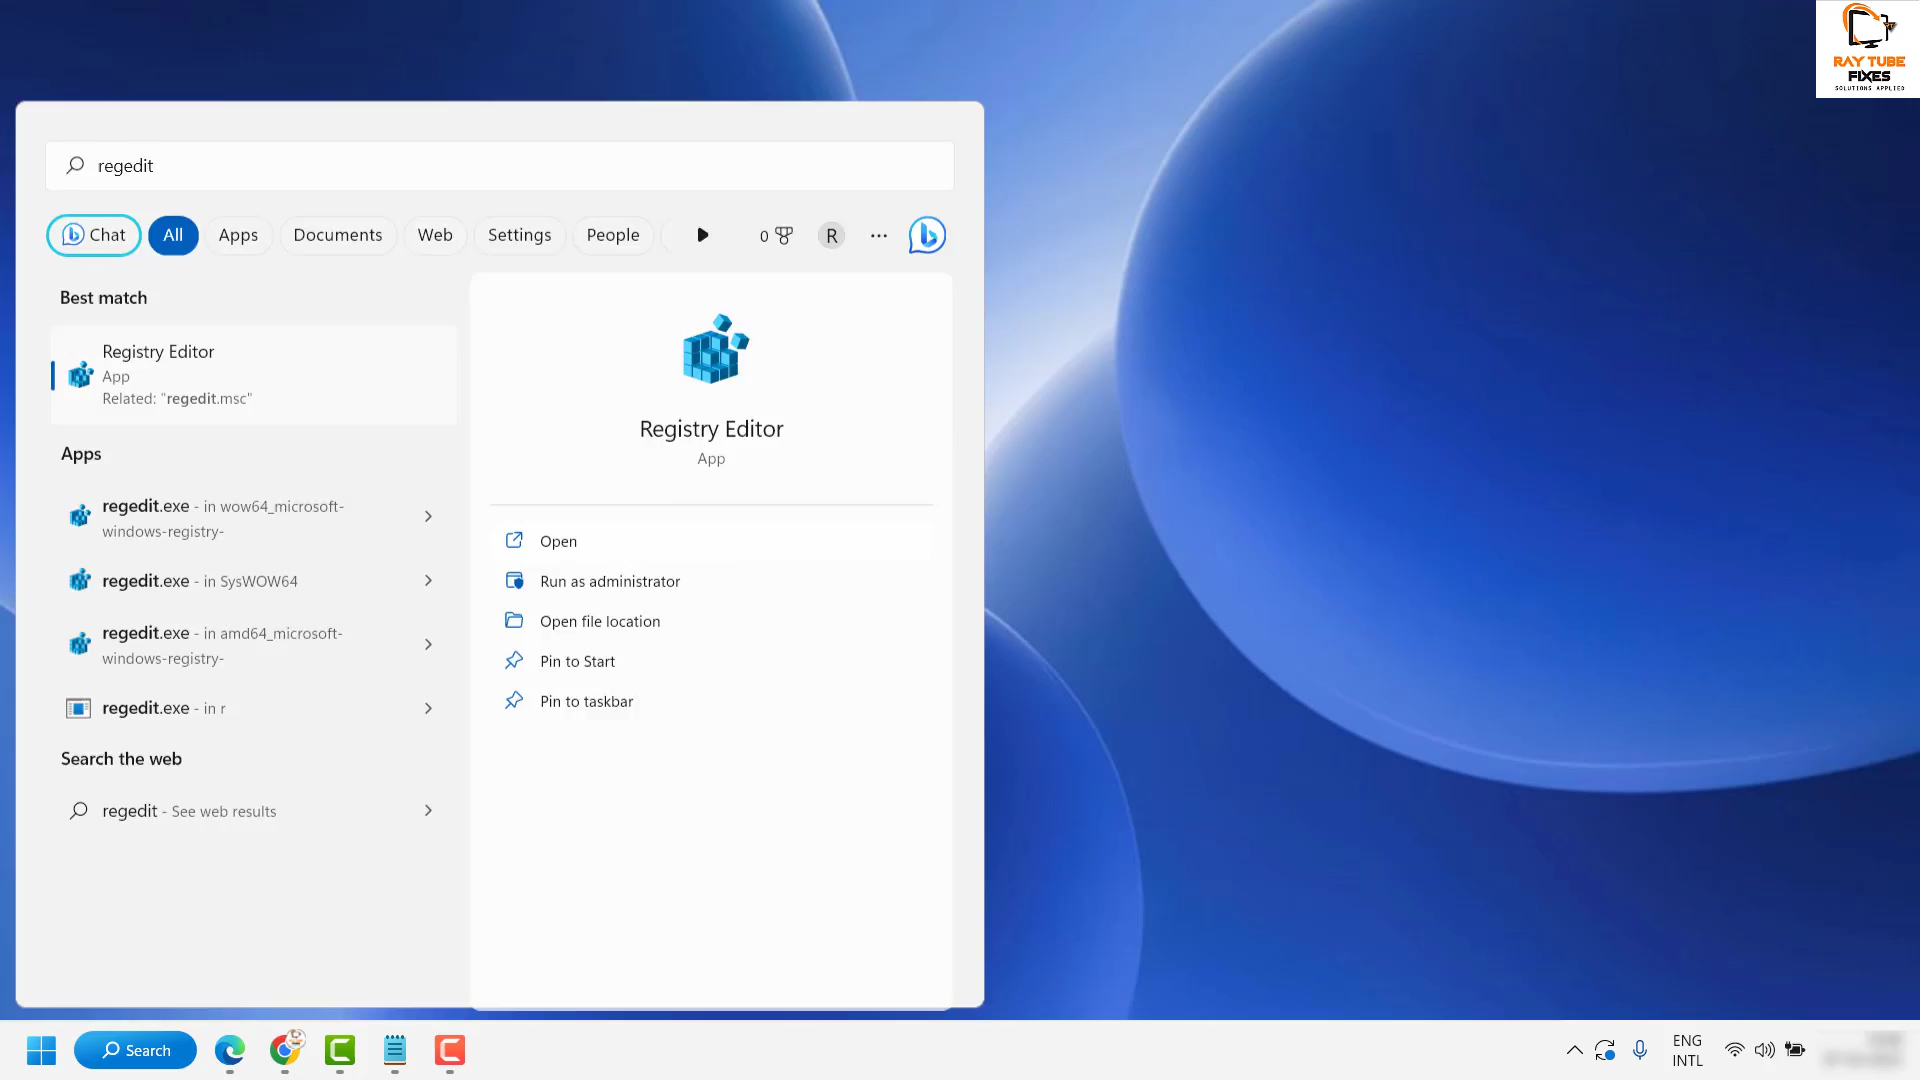 RAY TUBE
FIXES
SOLUTIONS APPLIED
regedit
Chat
All
Apps
Documents
Web
Settings
People
0
R
Best match
Registry Editor
App
Related: "regedit.msc"
Apps
regedit.exe - in wow64_microsoft-
windows-registry-
regedit.exe - in SysWOW64
regedit.exe - in amd64_microsoft-
windows-registry-
regedit.exe - in r
Search the web
regedit - See web results
Registry Editor
App
Open
Run as administrator
Open file location
Pin to Start
Pin to taskbar
Search
ENG
INTL